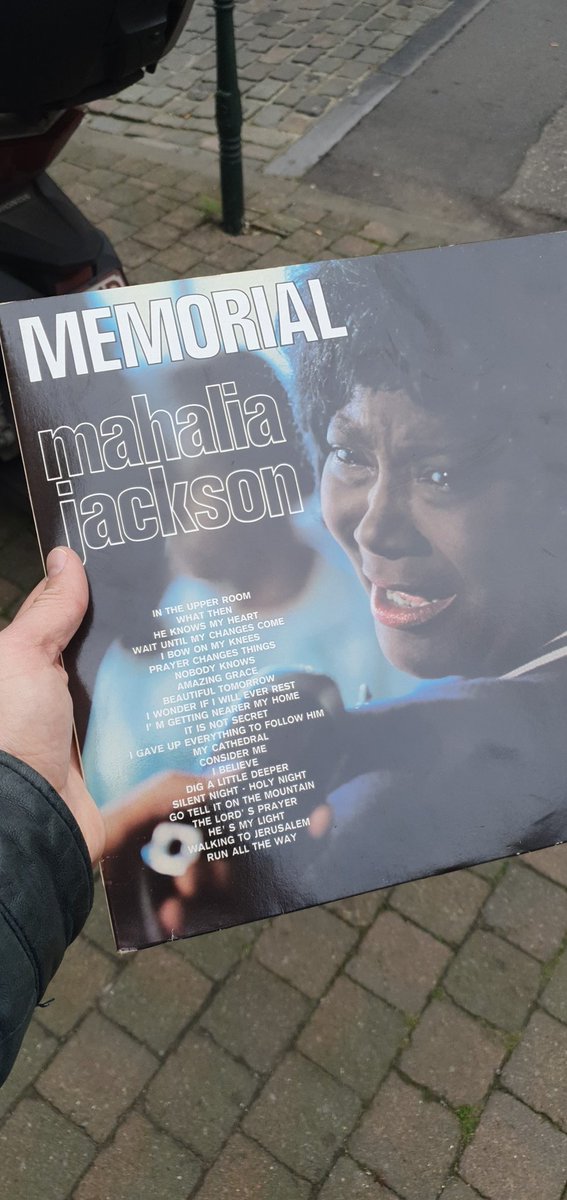 MEMORIAL
mahalia
jackson
IN THE UPPER ROOM
WHAT THEN
HE KNOWS MY HEART
WAIT UNTIL MY CHANGES COME
I BOW ON MY KNEES
PRAYER CHANGES THINGS
NOBODY KNOWS
AMAZING GRACE
BEAUTIFUL TOMORROW
I WONDER IF I WILL EVER REST
I' M GETTING NEARER MY HOME
IT IS NOT SECRET
I GAVE UP EVERYTHING TO FOLLOW HIM
MY CATHEDRAL
CONSIDER ME
I BELIEVE
DIG A LITTLE DEEPER
SILENT NIGHT - HOLY NIGHT
GO TELL IT ON THE MOUNTAIN
THE LORD' S PRAYER
HE' S MY LIGHT
WALKING TO JERUSALEM
RUN ALL THE WAY